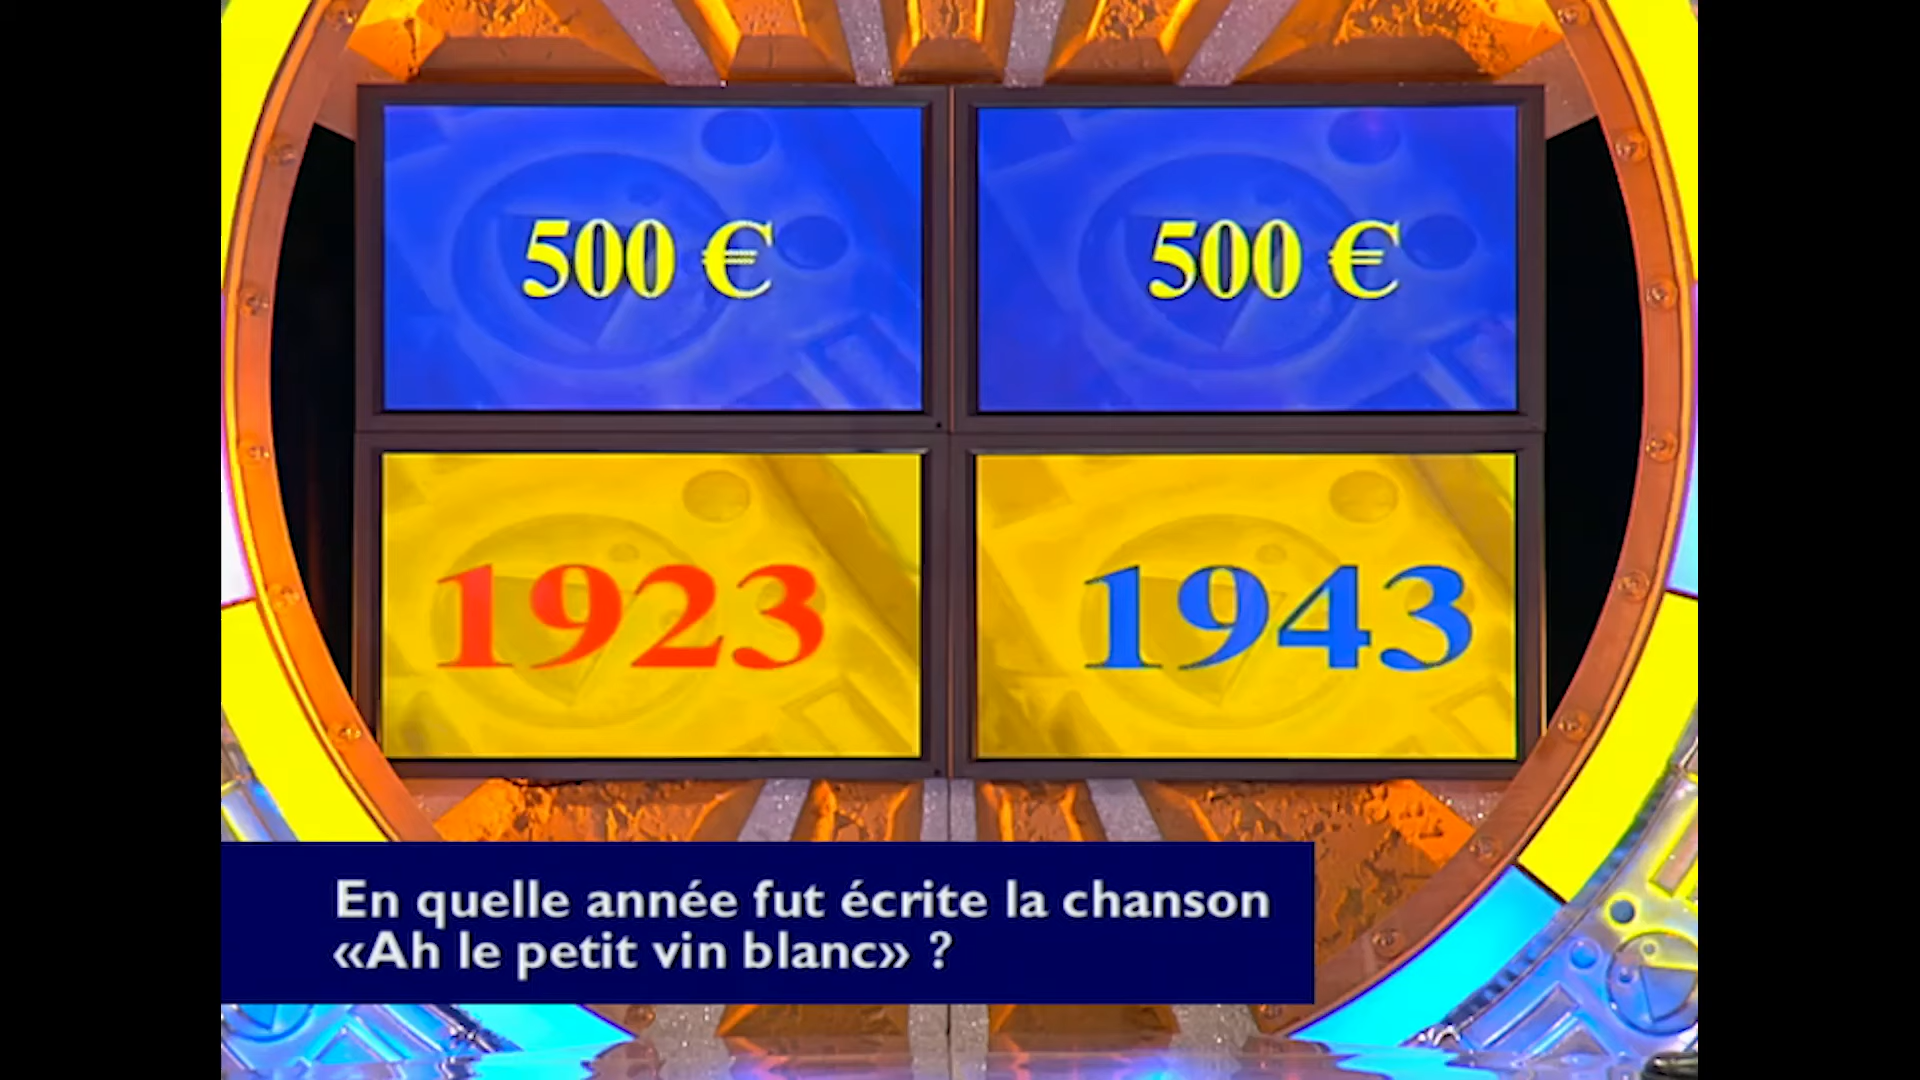 500 €
500 €
1923
1943
En quelle année fut écrite la chanson
«Ah le petit vin blanc» ?